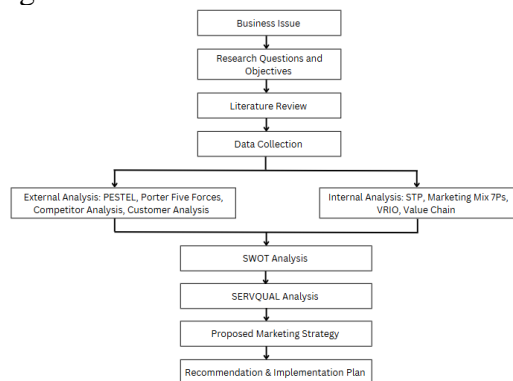 Business Issue
Research Questions and
Objectives
Literature Review
Data Collection
External Analysis: PESTEL, Porter Five Forces,
Competitor Analysis, Customer Analysis
Internal Analysis: STP, Marketing Mix 7Ps,
VRIO, Value Chain
SWOT Analysis
SERVQUAL Analysis
Proposed Marketing Strategy
Recommendation & Implementation Plan